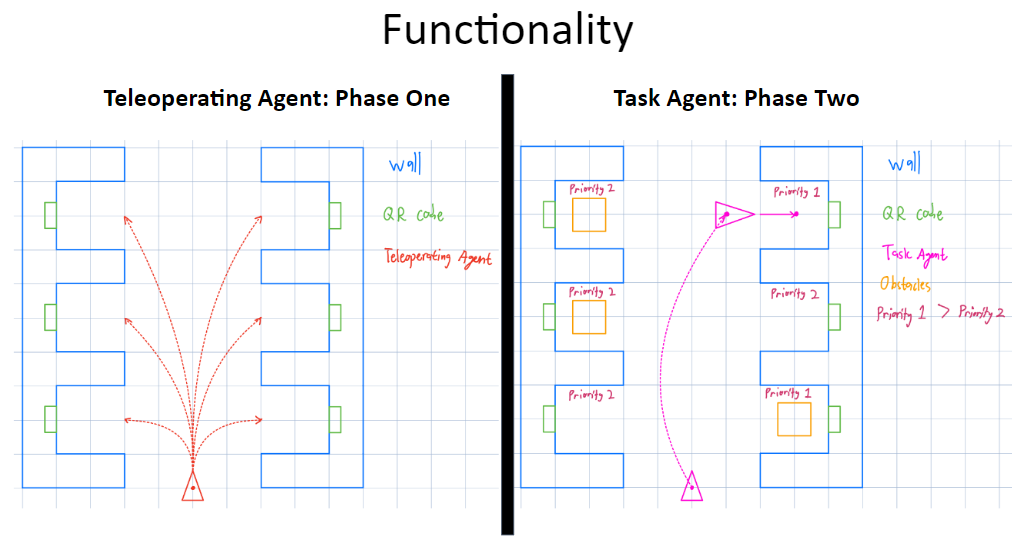 Functionality
Teleoperating Agent: Phase One
wall
QR code
Teleoperating Agent
Task Agent: Phase Two
Priority 2
Priority 1
wall
QR code
Task Agent
Obstacles
Priority 2
Priority 2
Priority 1 > Priority 2
Priority 2
Priority 1